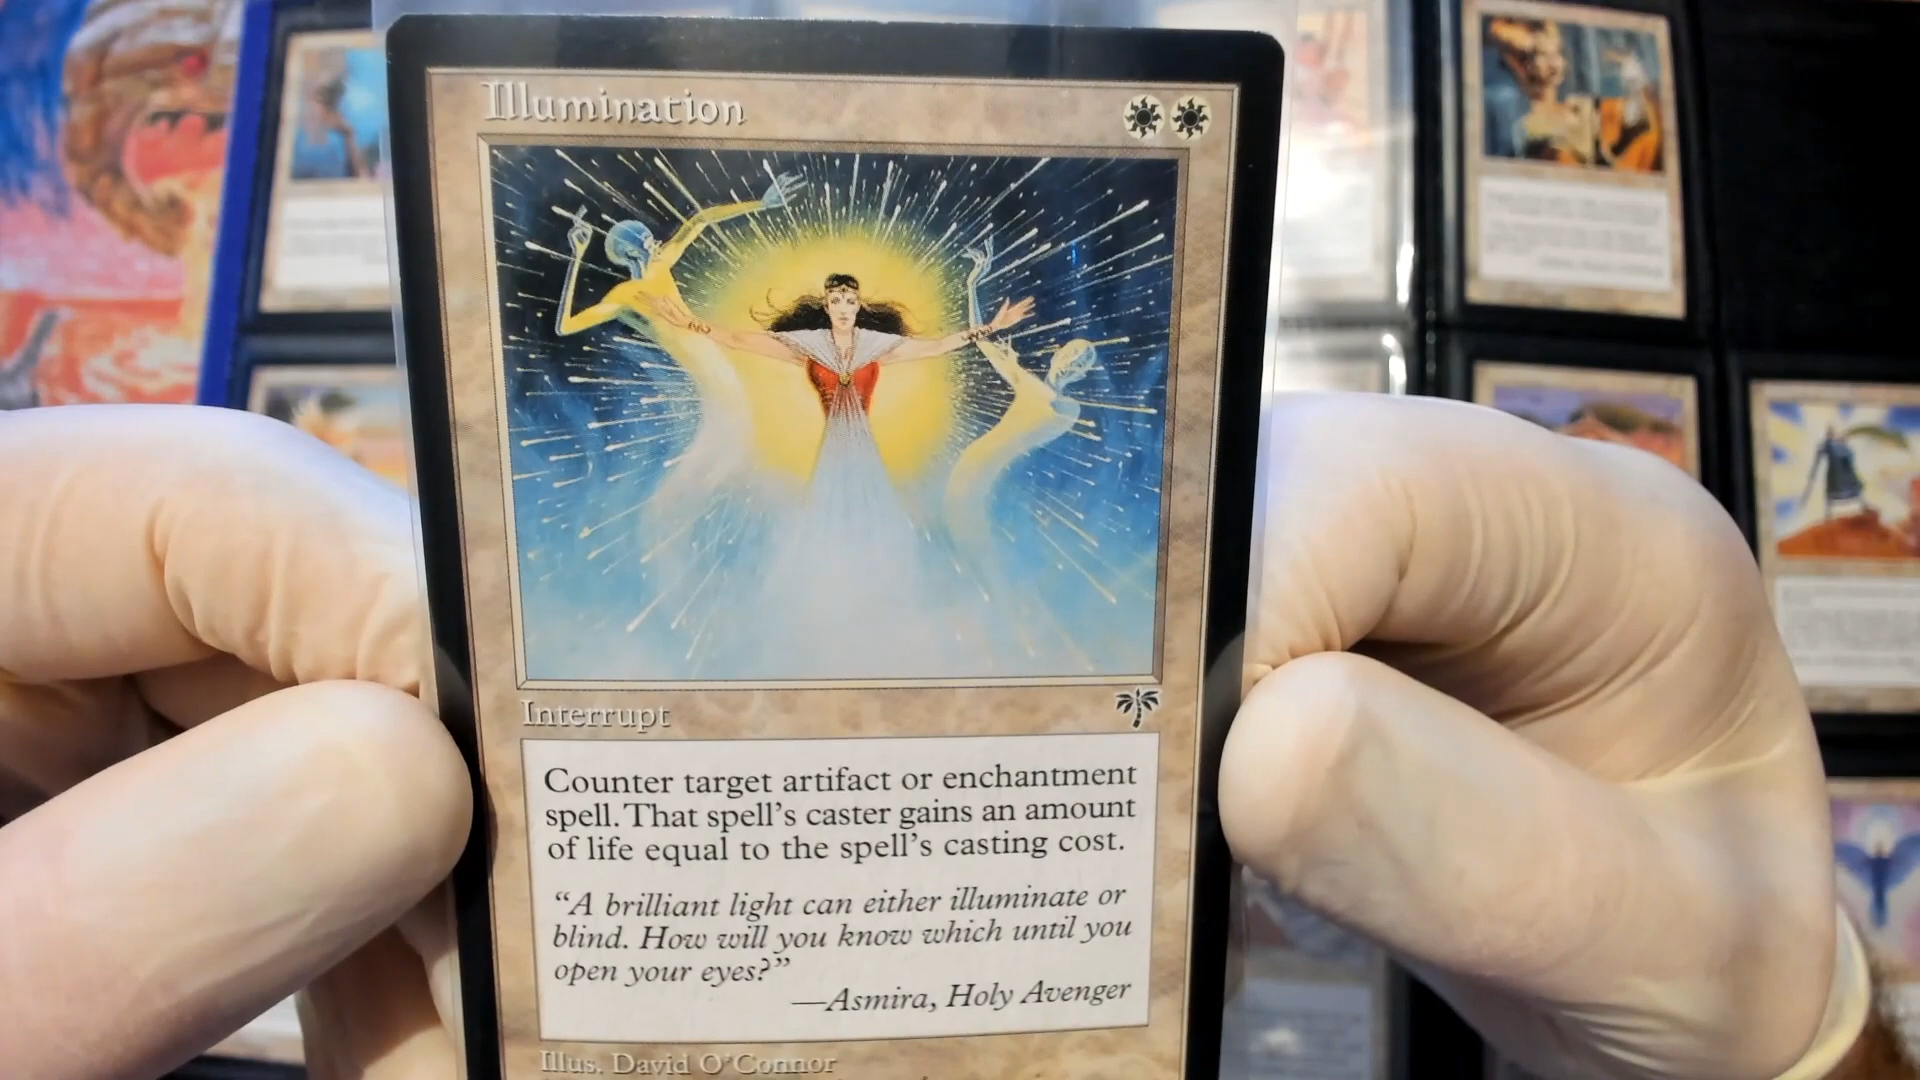 Illumination
Interrupt
Counter target artifact or enchantment
spell. That spell's caster gains an amount
of life equal to the spell's casting cost.
“A brilliant light can either illuminate or
blind. How will you know which until you
open your eyes?”
—Asmira, Holy Avenger
Illus. David O'Connor